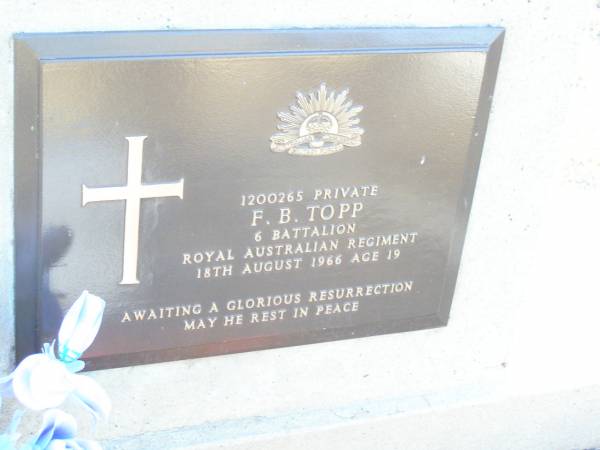 1200265 PRIVATE
F. B. TOPP
6 BATTALION
ROYAL AUSTRALIAN REGIMENT
18TH AUGUST 1966 AGE 19
AWAITING A GLORIOUS RESURRECTION
MAY HE REST IN PEACE